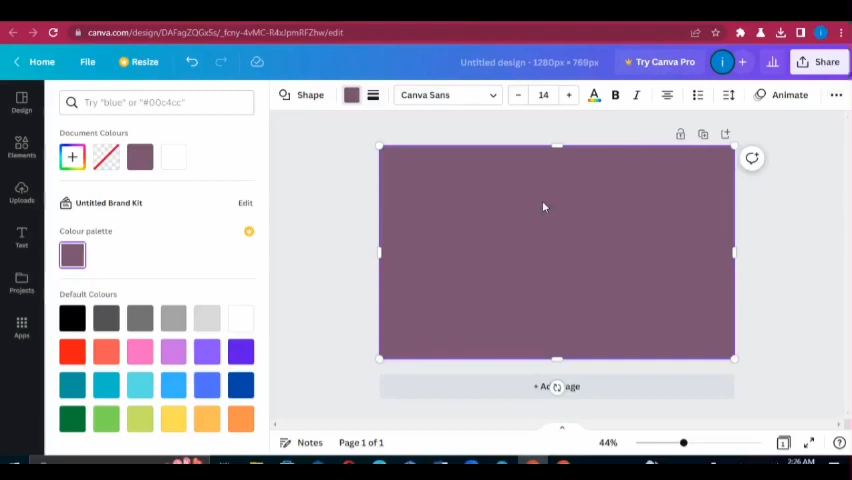 canva.com/design/DAFagZQGx5s/_fcny-4vMC-R4xJpmRFZhw/edit
Home
File
Resize
Untitled design - 1280px × 769px
Try Canva Pro
i
Share
Design
Elements
Uploads
Text
Projects
Apps
Try "blue" or "#00c4cc"
Shape
Canva Sans
14
B
I
Animate
Document Colours
Untitled Brand Kit
Edit
Colour palette
Default Colours
Notes
Page 1 of 1
44%
1
2:26 AM